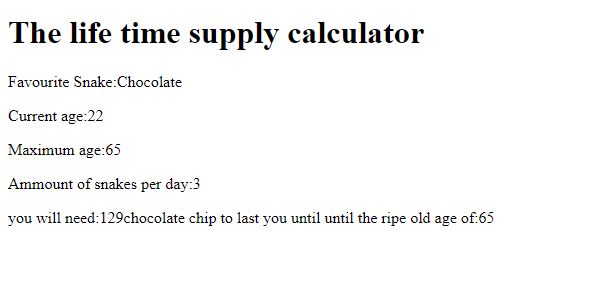 The life time supply calculator
Favourite Snake:Chocolate
Current age:22
Maximum age:65
Ammount of snakes per day:3
you will need:129chocolate chip to last you until until the ripe old age of:65